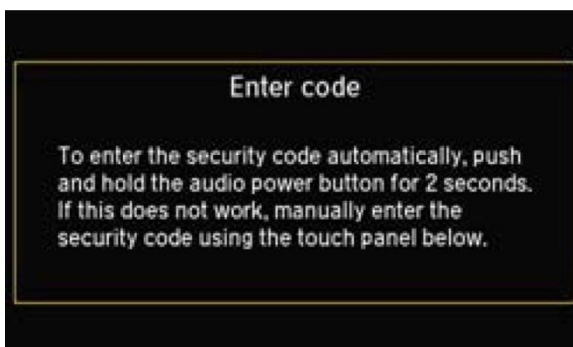 Enter code
To enter the security code automatically, push
and hold the audio power button for 2 seconds.
If this does not work, manually enter the
security code using the touch panel below.